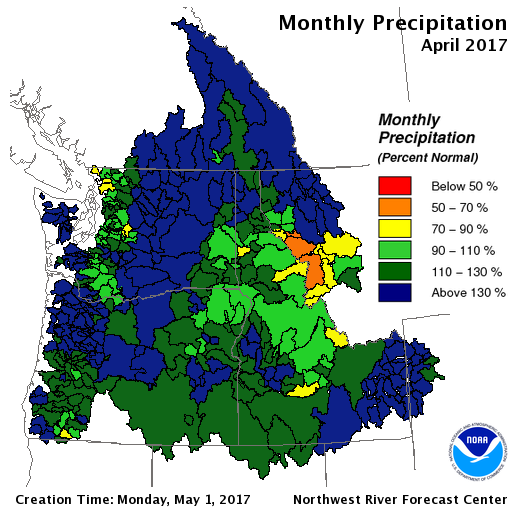 Monthly Precipitation
April 2017
Monthly
Precipitation
(Percent Normal)
Below 50 %
50 – 70 %
70 – 90 %
90 – 110 %
110 – 130 %
Above 130 %
NOAA
Creation Time: Monday, May 1, 2017
Northwest River Forecast Center